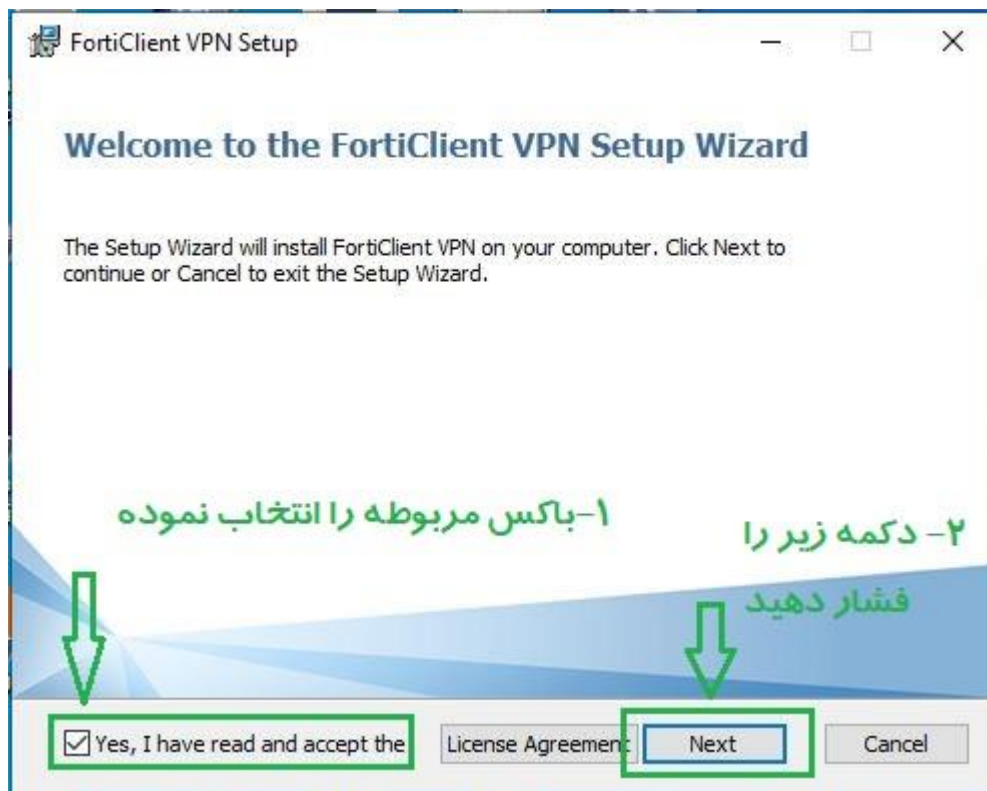 FortiClient VPN Setup
Welcome to the FortiClient VPN Setup Wizard
The Setup Wizard will install FortiClient VPN on your computer. Click Next to
continue or Cancel to exit the Setup Wizard.
۱-باکس مربوطه را انتخاب نموده
۲- دکمه زیر را
فشار دهید
Yes, I have read and accept the
License Agreement
Next
Cancel